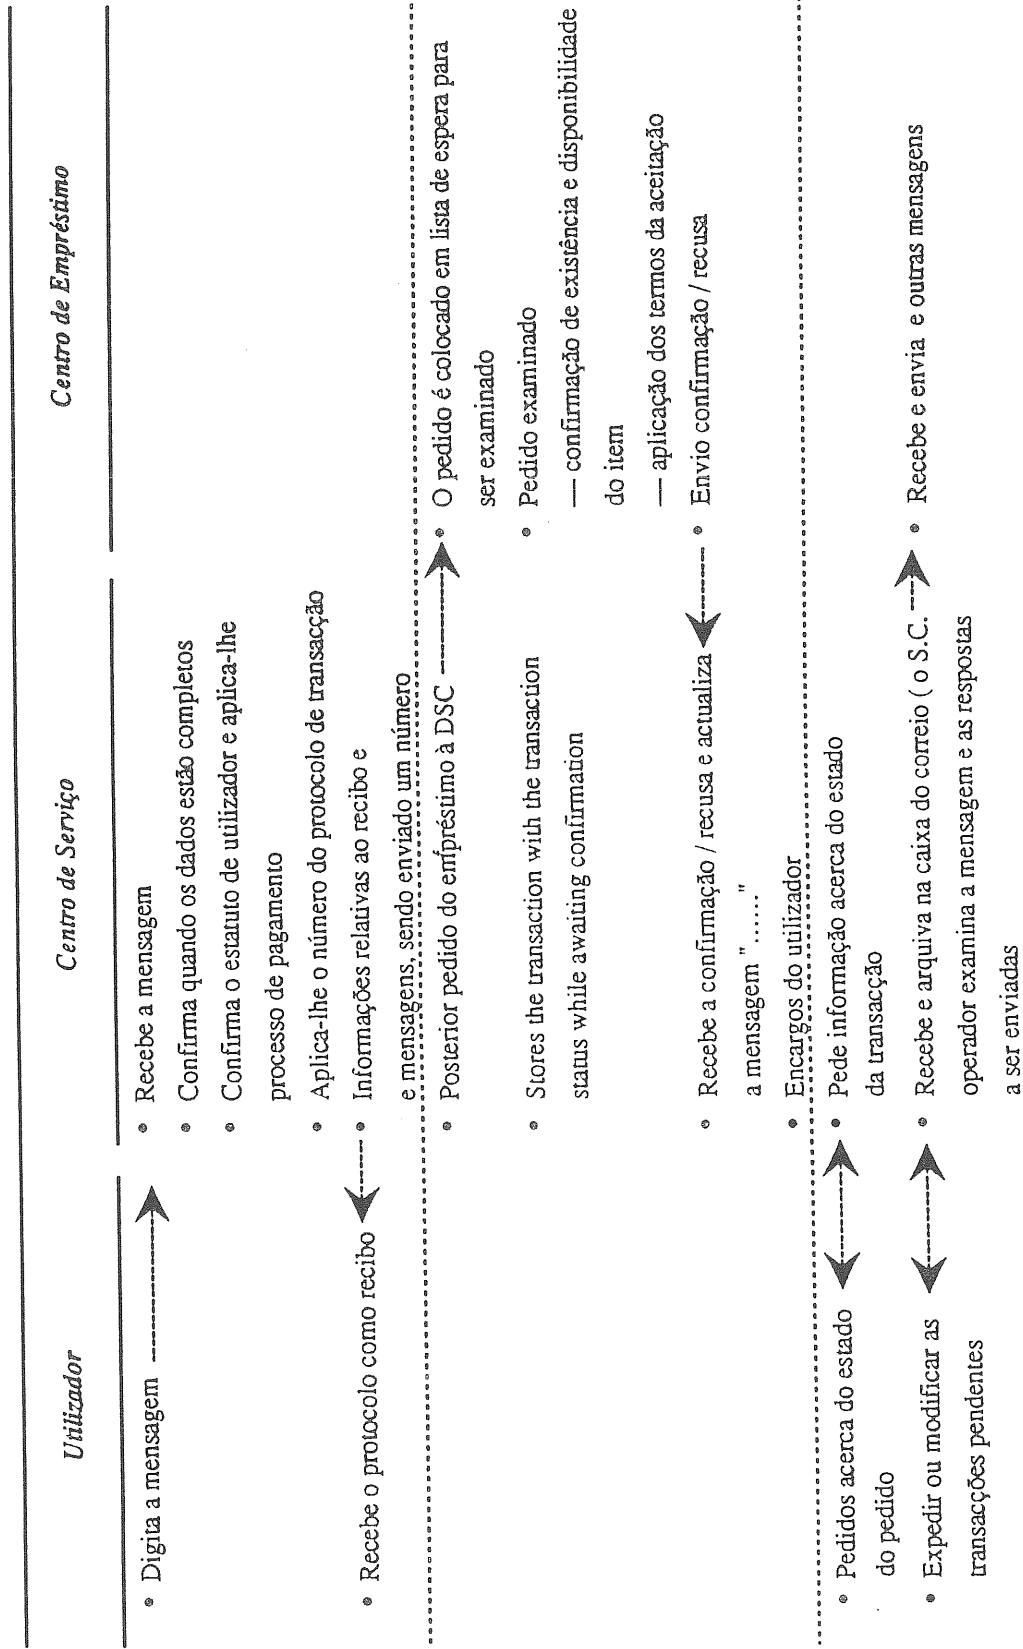 Utilizador
Centro de Serviço
Centro de Empréstimo
• Digita a mensagem
• Recebe a mensagem
• Confirma quando os dados estão completos
• Confirma o estatuto de utilizador e aplica-lhe
processo de pagamento
• Aplica-lhe o número do protocolo de transacção
• Recebe o protocolo como recibo
• Informações relativas ao recibo e
e mensagens, sendo enviado um número
• Posterior pedido do empréstimo à DSC
• O pedido é colocado em lista de espera para
ser examinado
• Stores the transaction with the transaction
status while awaiting confirmation
• Pedido examinado
— confirmação de existência e disponibilidade
do item
— aplicação dos termos da aceitação
• Recebe a confirmação / recusa e actualiza
a mensagem "......"
• Envio confirmação / recusa
• Encargos do utilizador
• Pedidos acerca do estado
do pedido
• Pede informação acerca do estado
da transacção
• Expedir ou modificar as
transacções pendentes
• Recebe e arquiva na caixa do correio ( o S.C.
operador examina a mensagem e as respostas
a ser enviadas
• Recebe e envia e outras mensagens